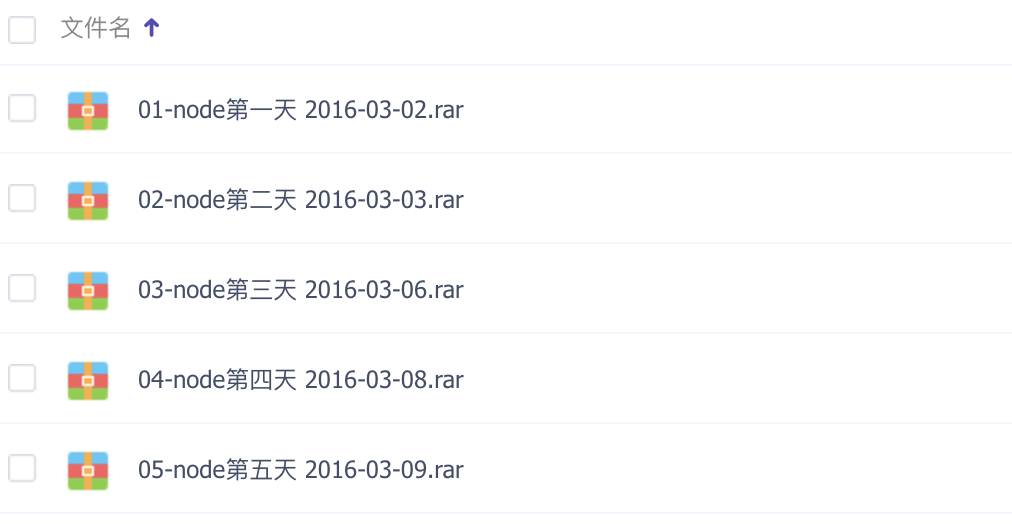 文件名
01-node第一天 2016-03-02.rar
02-node第二天 2016-03-03.rar
03-node第三天 2016-03-06.rar
04-node第四天 2016-03-08.rar
05-node第五天 2016-03-09.rar